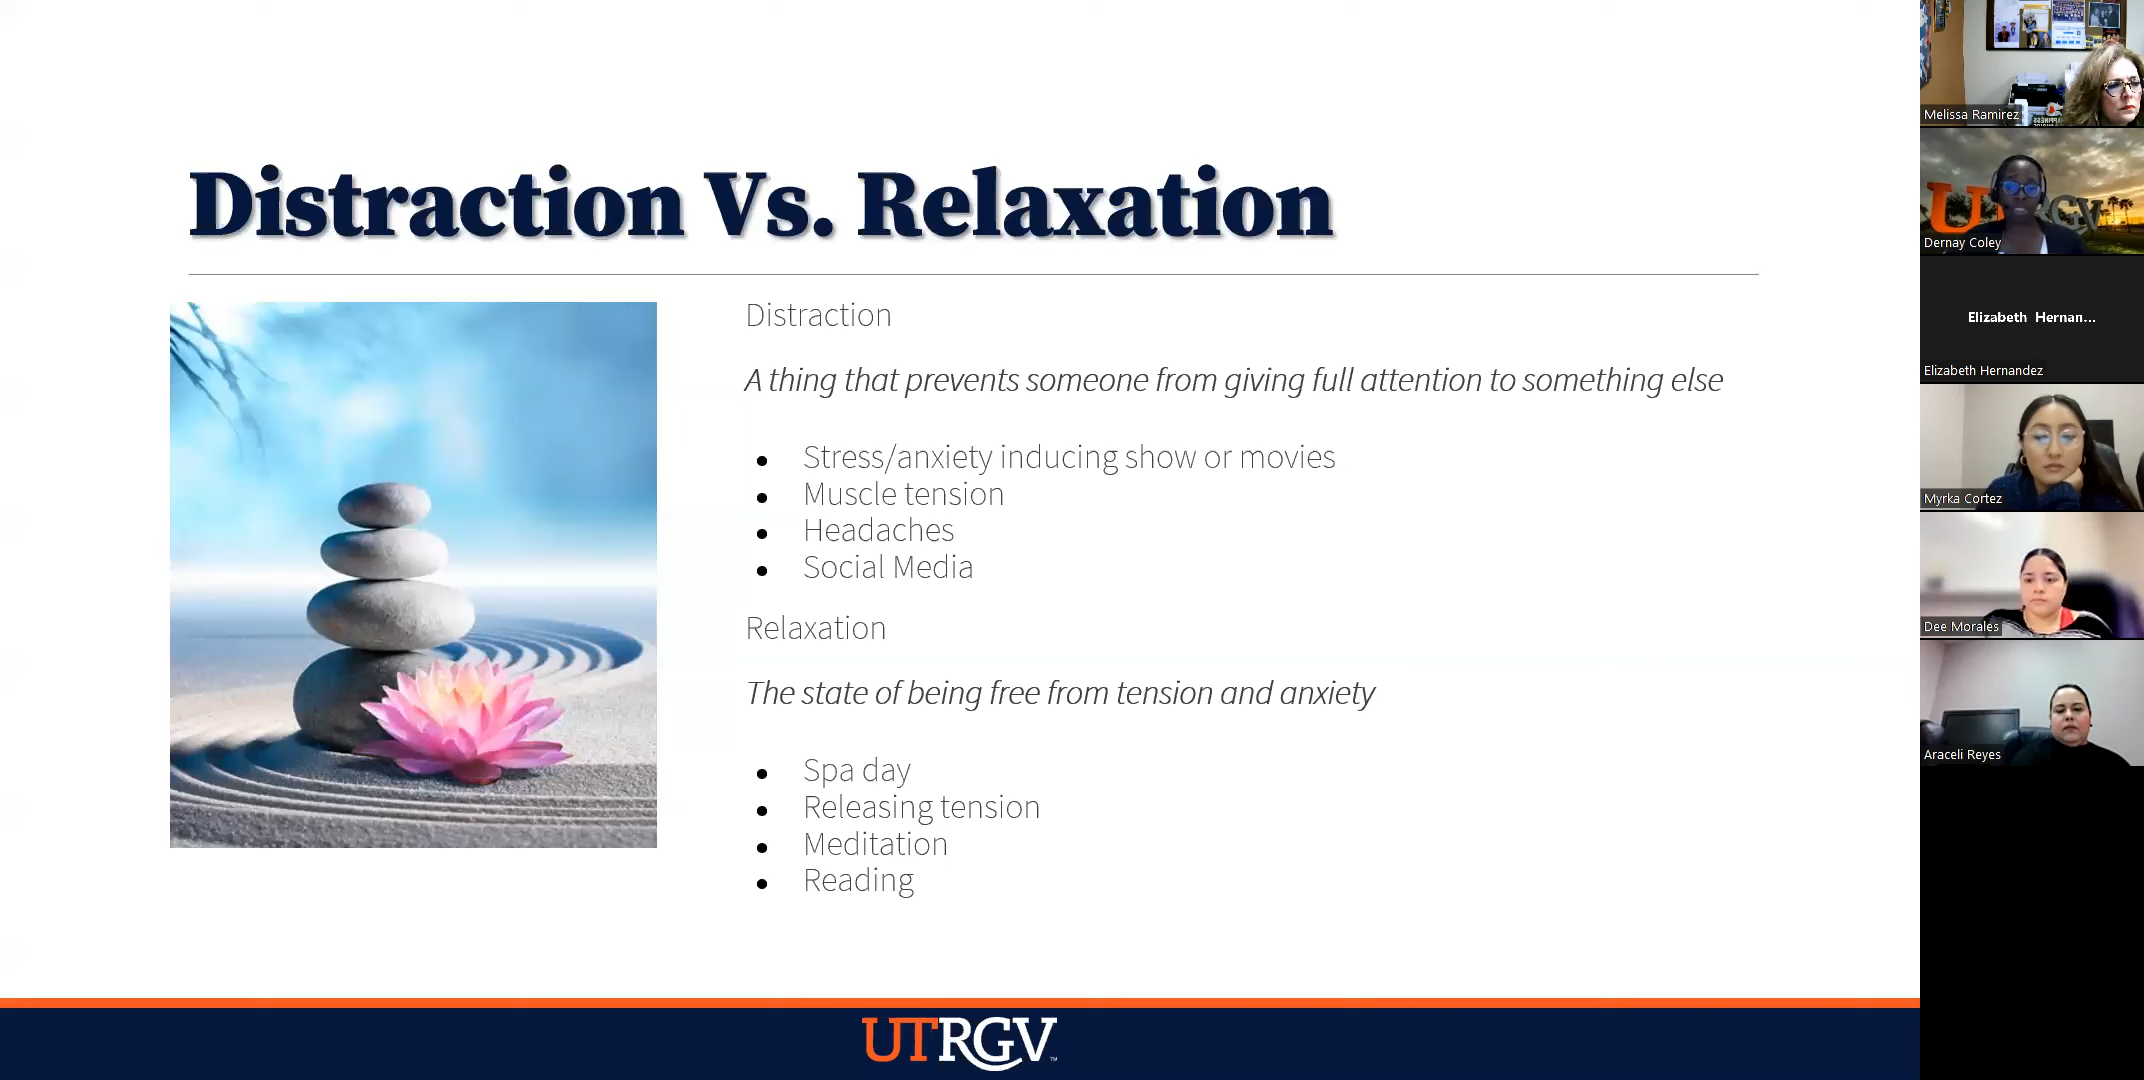 Distraction Vs. Relaxation
Distraction
A thing that prevents someone from giving full attention to something else
Stress/anxiety inducing show or movies
Muscle tension
Headaches
Social Media
Relaxation
The state of being free from tension and anxiety
Spa day
Releasing tension
Meditation
Reading
UTRGV™
Melissa Ramirez
UTRGV
Dernay Coley
Elizabeth Hernan...
Elizabeth Hernandez
Myrka Cortez
Dee Morales
Araceli Reyes